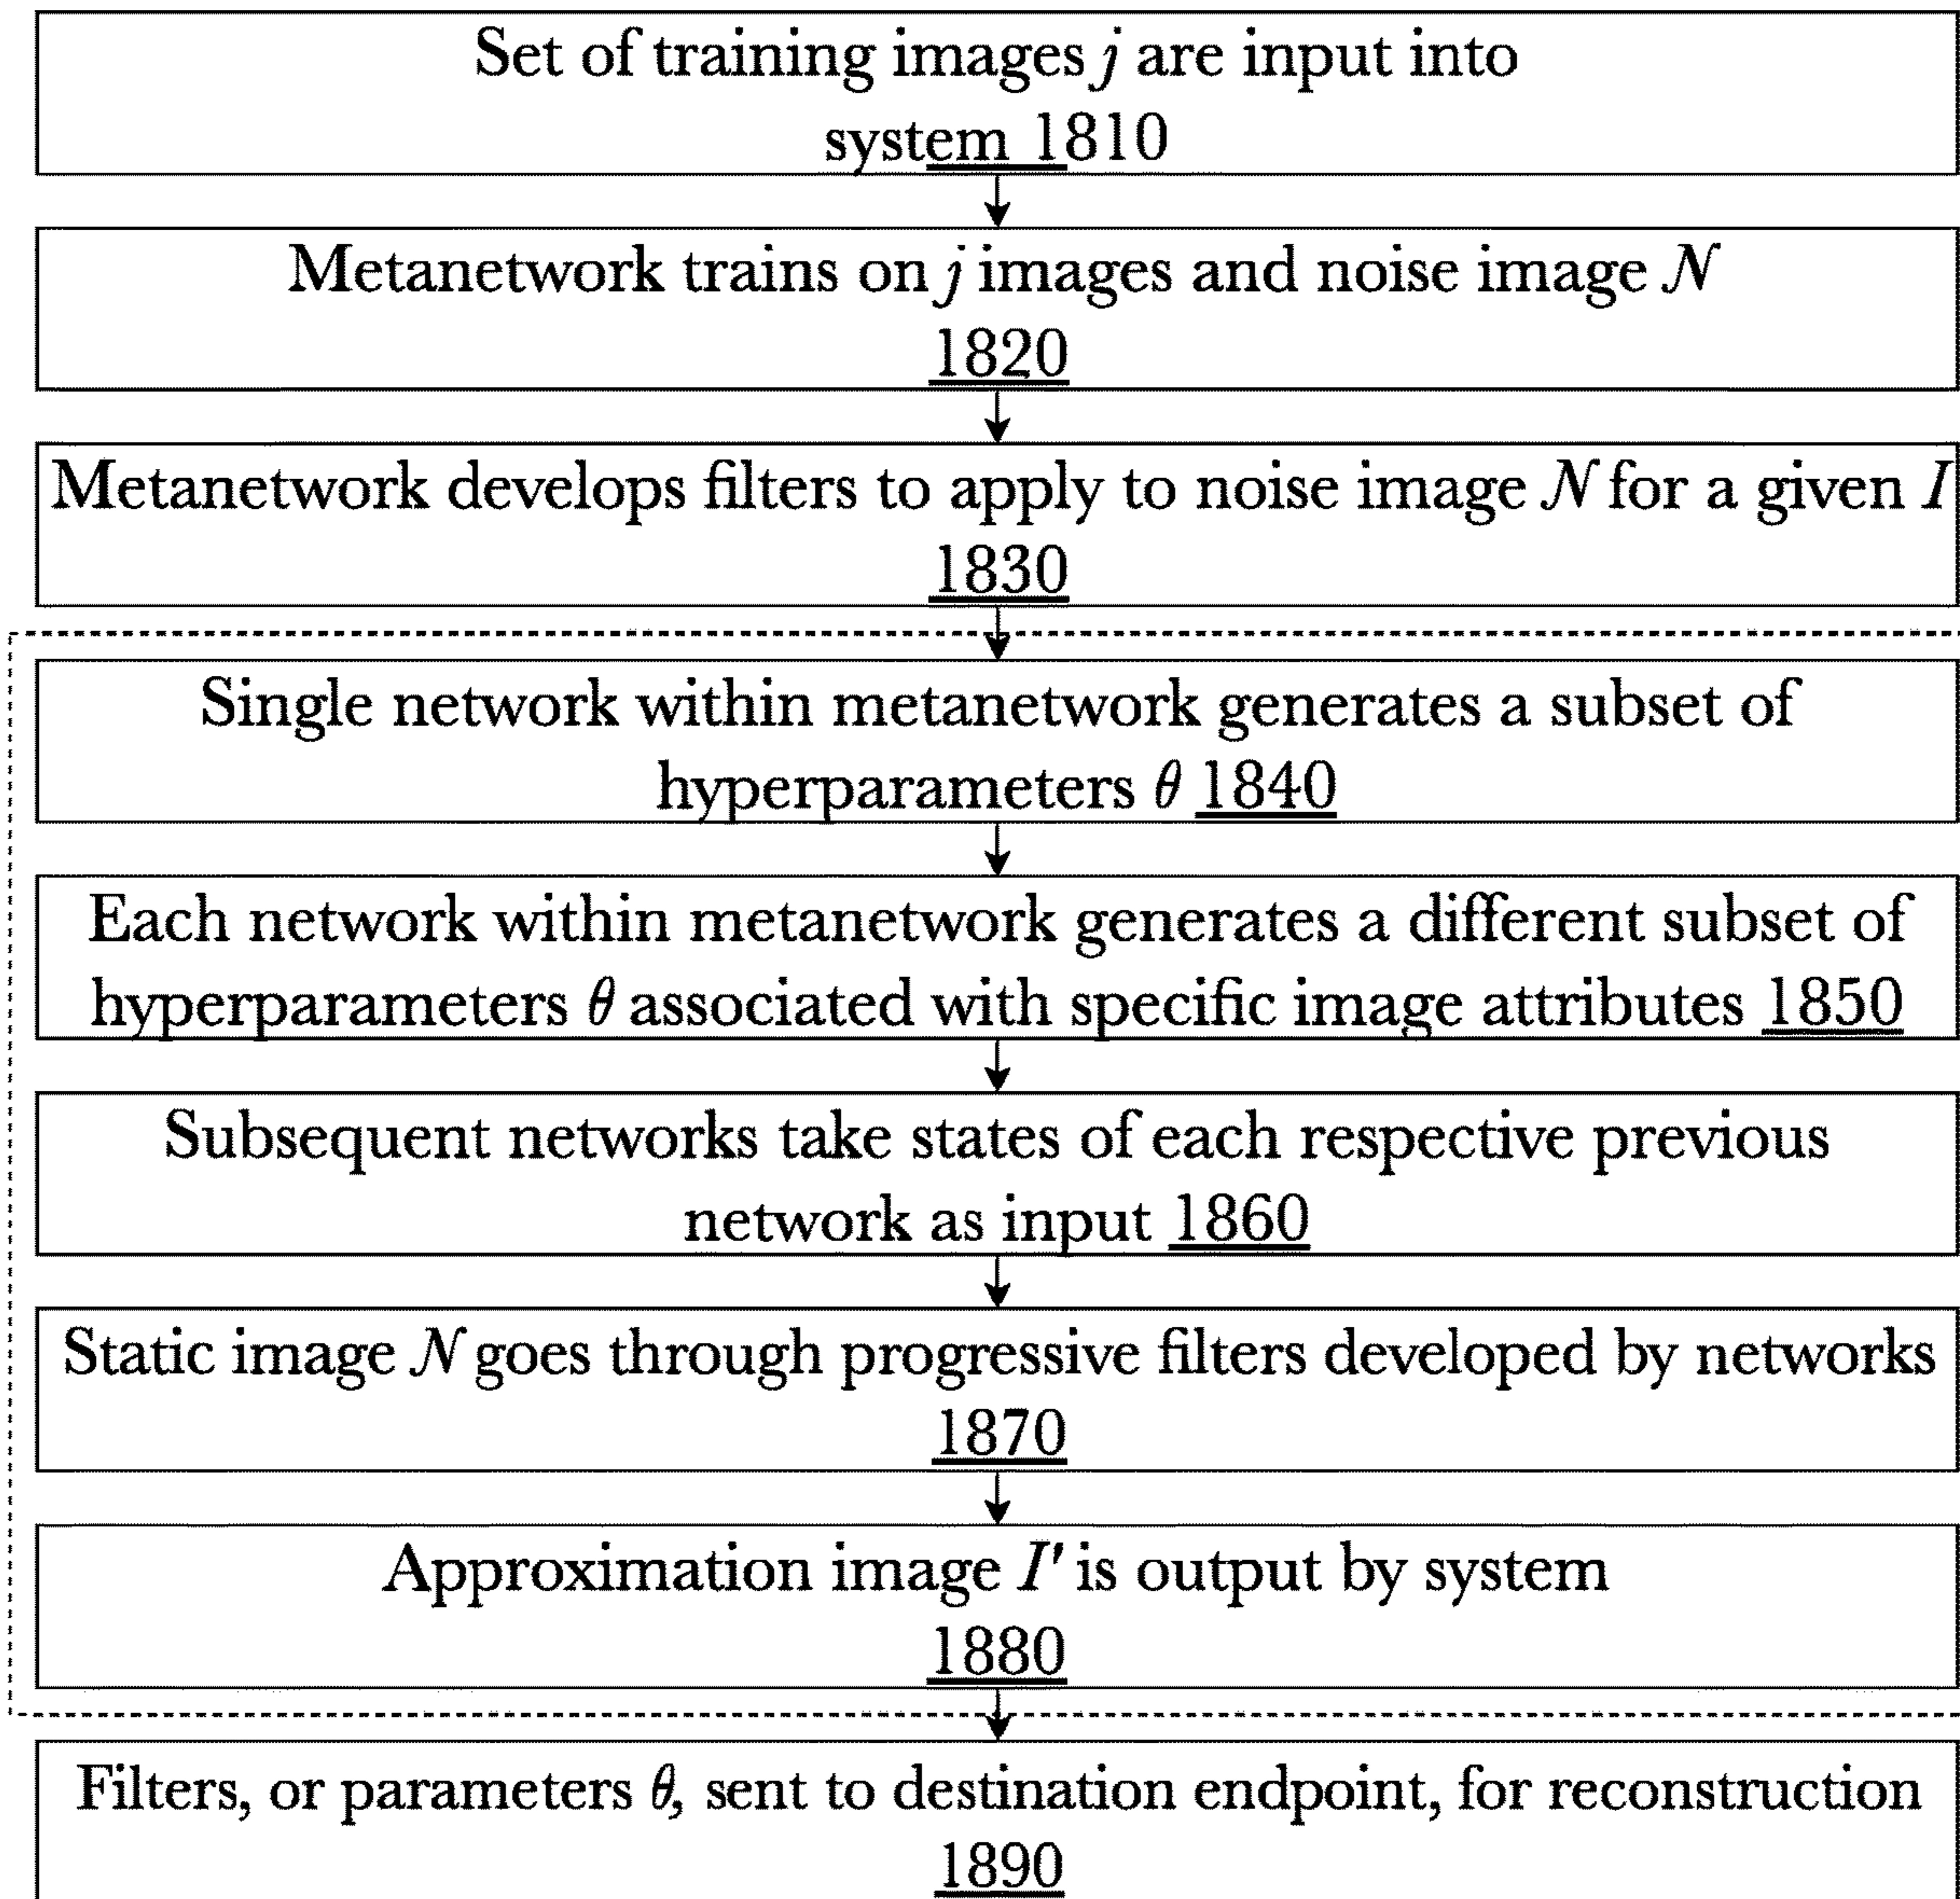 Set of training images j are input into
system 1810
Metanetwork trains on j images and noise image 𝒩
1820
Metanetwork develops filters to apply to noise image 𝒩 for a given I
1830
Single network within metanetwork generates a subset of
hyperparameters θ 1840
Each network within metanetwork generates a different subset of
hyperparameters θ associated with specific image attributes 1850
Subsequent networks take states of each respective previous
network as input 1860
Static image 𝒩 goes through progressive filters developed by networks
1870
Approximation image I' is output by system
1880
Filters, or parameters θ, sent to destination endpoint, for reconstruction
1890